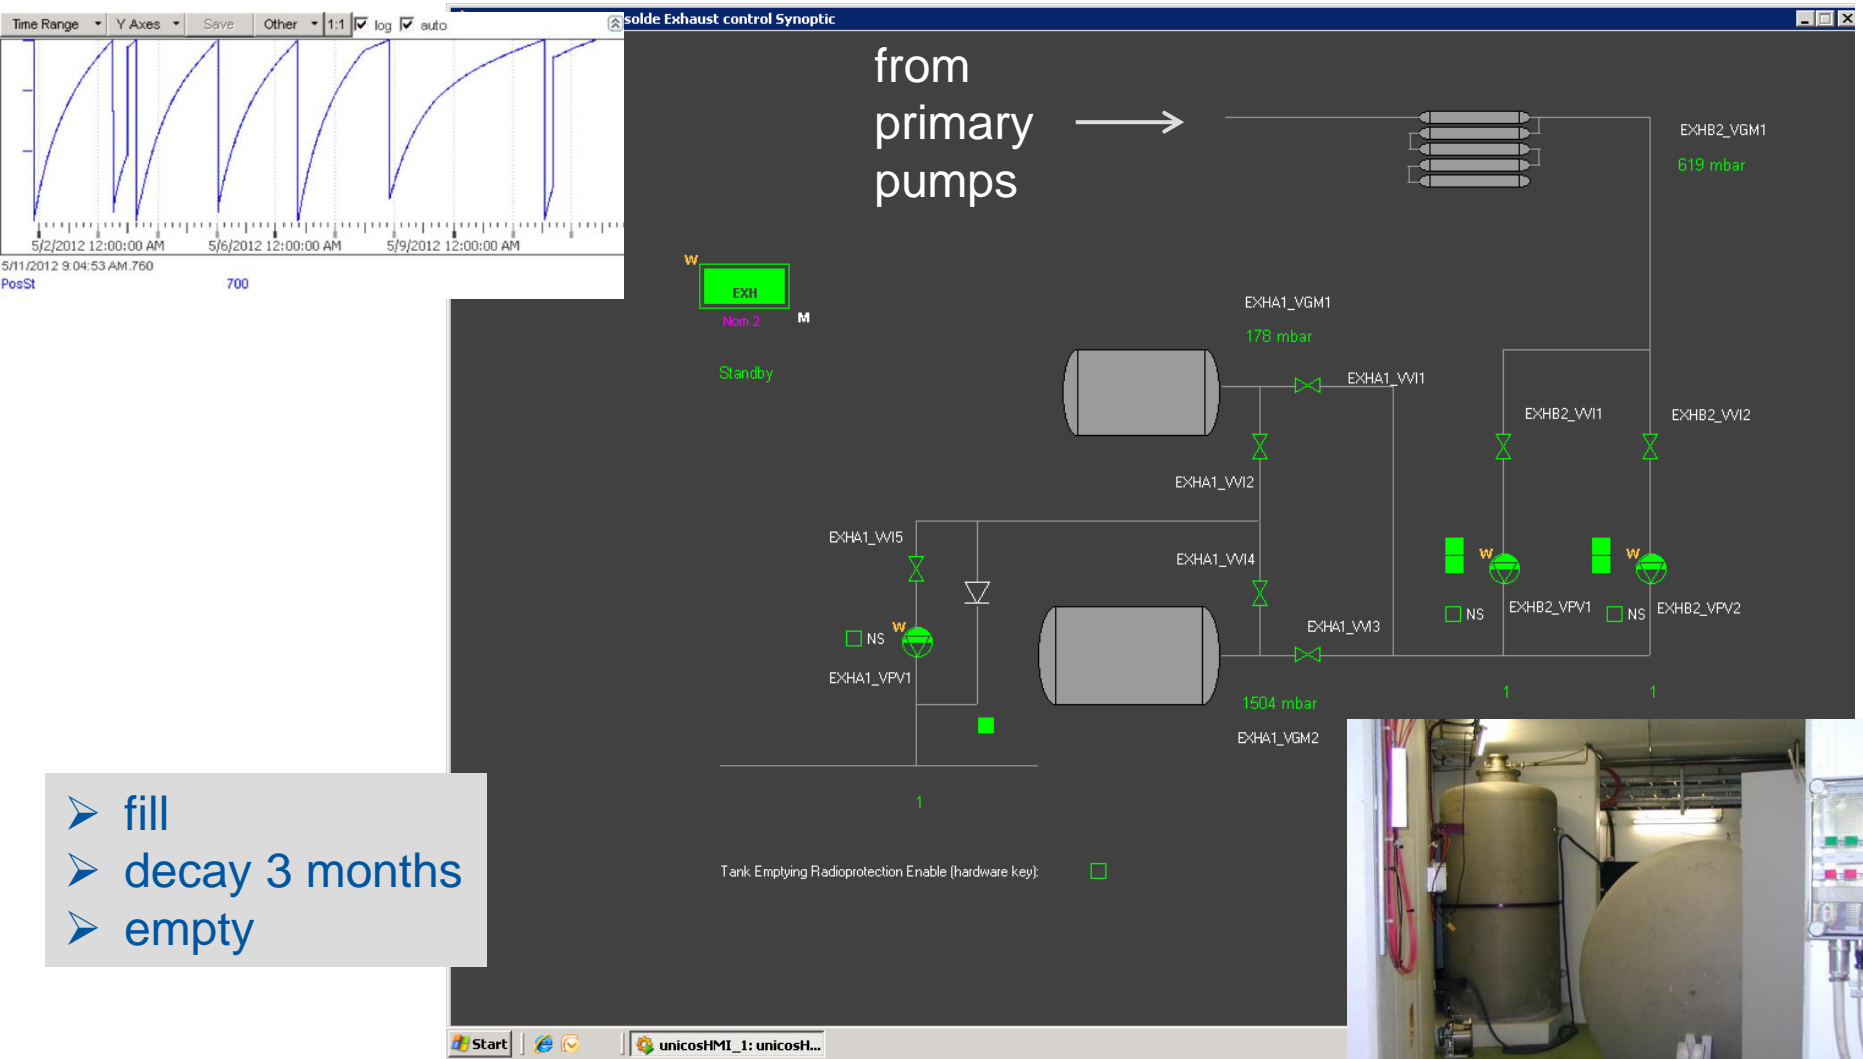 Time Range Y Axes Save Other 1:1 log auto
solde Exhaust control Synoptic
5/2/2012 12:00:00 AM 5/6/2012 12:00:00 AM 5/9/2012 12:00:00 AM
5/11/2012 9:04:53 AM.760
PosSt 700
from
primary
pumps
EXHB2_VGM1
619 mbar
W
EXH
Nom 2 M
Standby
EXHA1_VGM1
178 mbar
EXHA1_VVI1
EXHB2_VVI1
EXHB2_VVI2
EXHA1_VVI2
EXHA1_VVI5
EXHA1_VVI4
W
W
NS EXHB2_VPV1
NS EXHB2_VPV2
NS W
EXHA1_VVI3
EXHA1_VPV1
1504 mbar
EXHA1_VGM2
1 1
1
fill
decay 3 months
empty
Tank Emptying Radioprotection Enable (hardware key):
Start unicosHMI_1: unicosH...